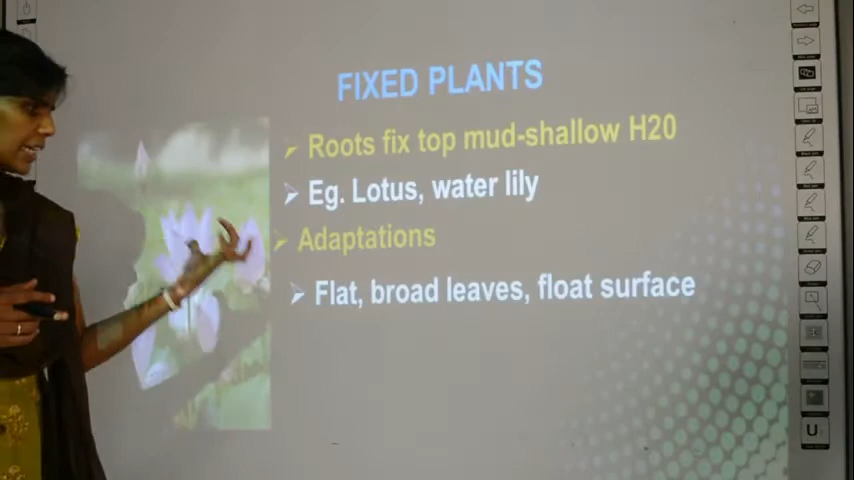 FIXED PLANTS
Roots fix top mud-shallow H20
Eg. Lotus, water lily
Adaptations
Flat, broad leaves, float surface